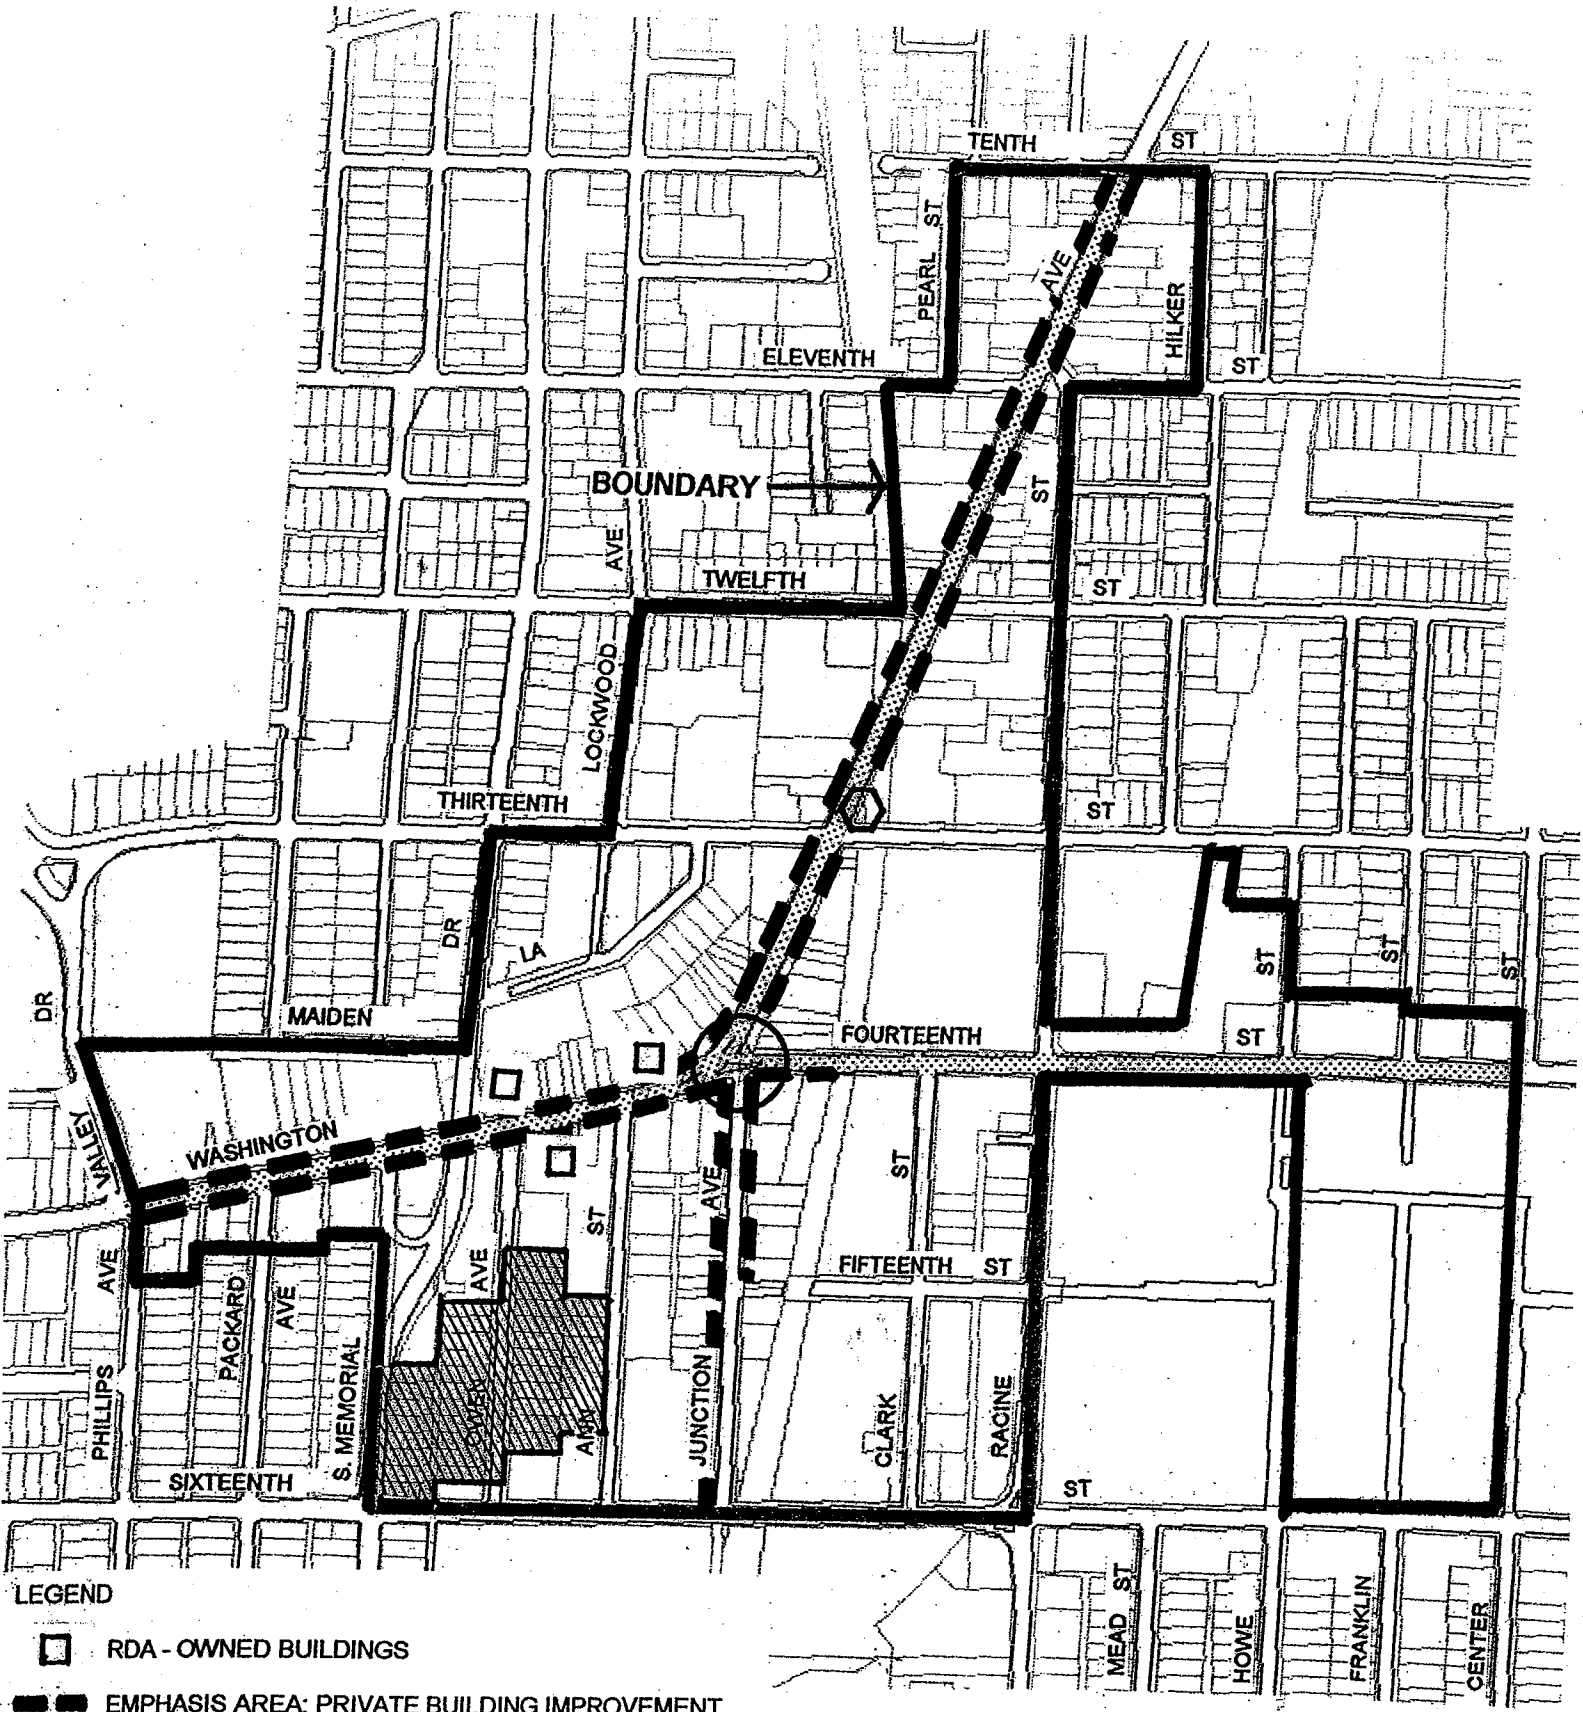 TENTH ST
PEARL ST
AVE
HILKER
ELEVENTH ST
BOUNDARY
ST
AVE
TWELFTH ST
LOCKWOOD
THIRTEENTH ST
DR
LA
ST
ST
ST
DR
MAIDEN
FOURTEENTH ST
VALLEY
WASHINGTON
ST
AVE
ST
AVE
AVE
FIFTEENTH ST
PACKARD
AVE
PHILLIPS
S. MEMORIAL
OWEN
ANN
JUNCTION
CLARK
RACINE
SIXTEENTH ST
LEGEND
RDA - OWNED BUILDINGS
EMPHASIS AREA: PRIVATE BUILDING IMPROVEMENT
MEAD ST
HOWE
FRANKLIN
CENTER